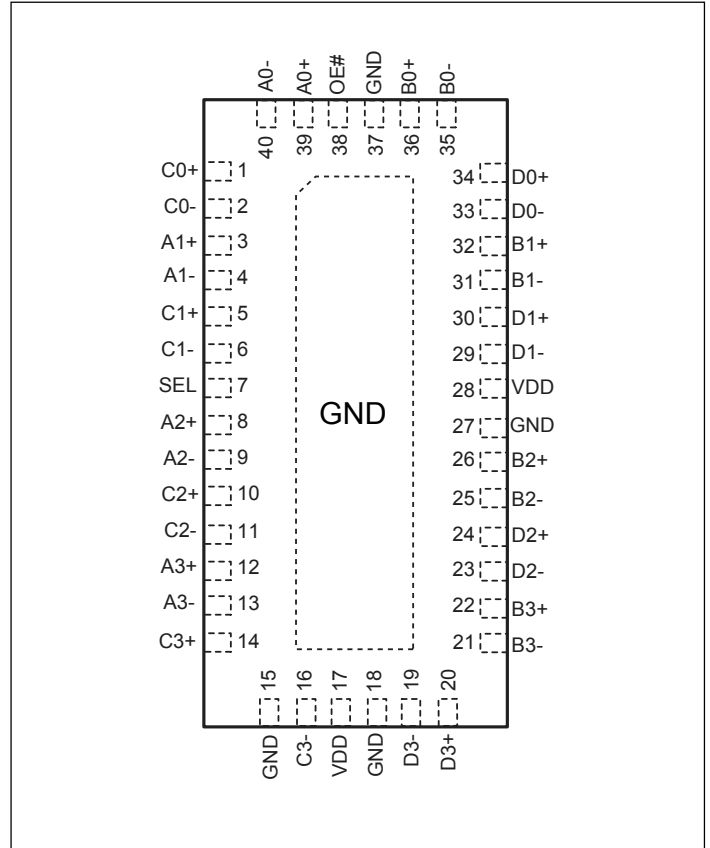 A0- A0+ OE# GND B0+ B0-
40 39 38 37 36 35
C0+ 1 34 D0+
C0- 2 33 D0-
A1+ 3 32 B1+
A1- 4 31 B1-
C1+ 5 30 D1+
C1- 6 29 D1-
SEL 7 28 VDD
A2+ 8 27 GND
A2- 9 26 B2+
C2+ 10 25 B2-
C2- 11 24 D2+
A3+ 12 23 D2-
A3- 13 22 B3+
C3+ 14 21 B3-
GND
15 16 17 18 19 20
GND C3- VDD GND D3- D3+